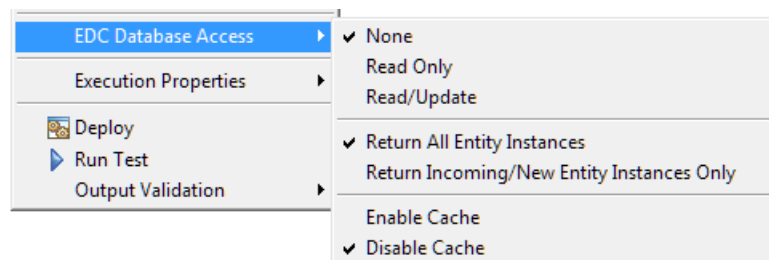 EDC Database Access
Execution Properties
Deploy
Run Test
Output Validation
None
Read Only
Read/Update
Return All Entity Instances
Return Incoming/New Entity Instances Only
Enable Cache
Disable Cache